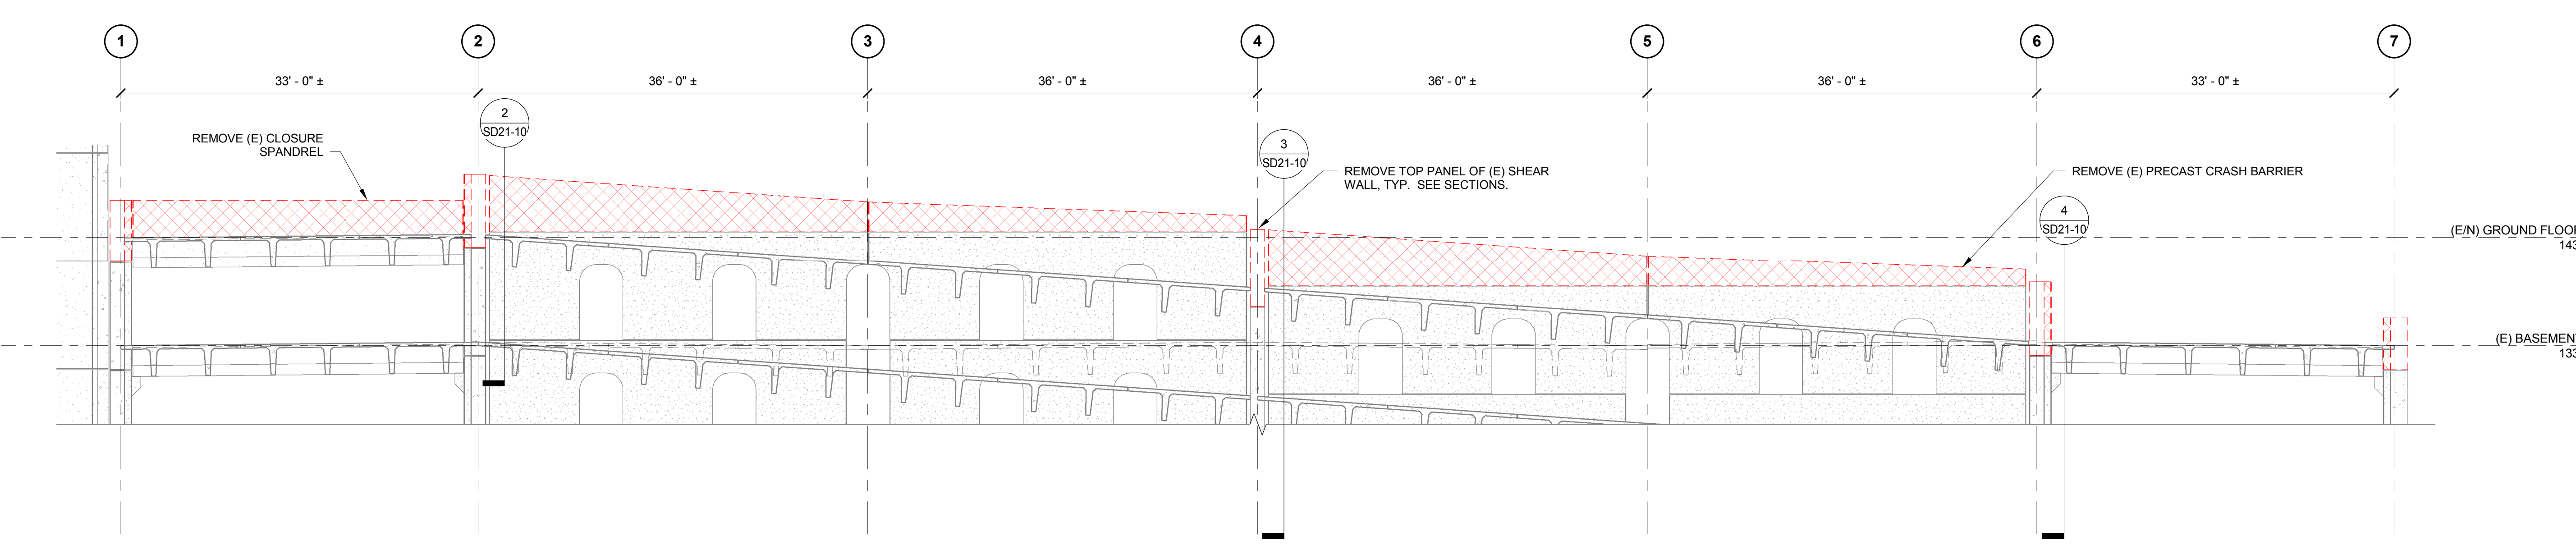 1
2
3
4
5
6
7
33' - 0" ±
36' - 0" ±
36' - 0" ±
36' - 0" ±
36' - 0" ±
33' - 0" ±
2
SD21-10
REMOVE (E) CLOSURE
SPANDREL
3
SD21-10
REMOVE TOP PANEL OF (E) SHEAR
WALL, TYP. SEE SECTIONS.
REMOVE (E) PRECAST CRASH BARRIER
4
SD21-10
(E/N) GROUND FLOO
143
(E) BASEMEN
133